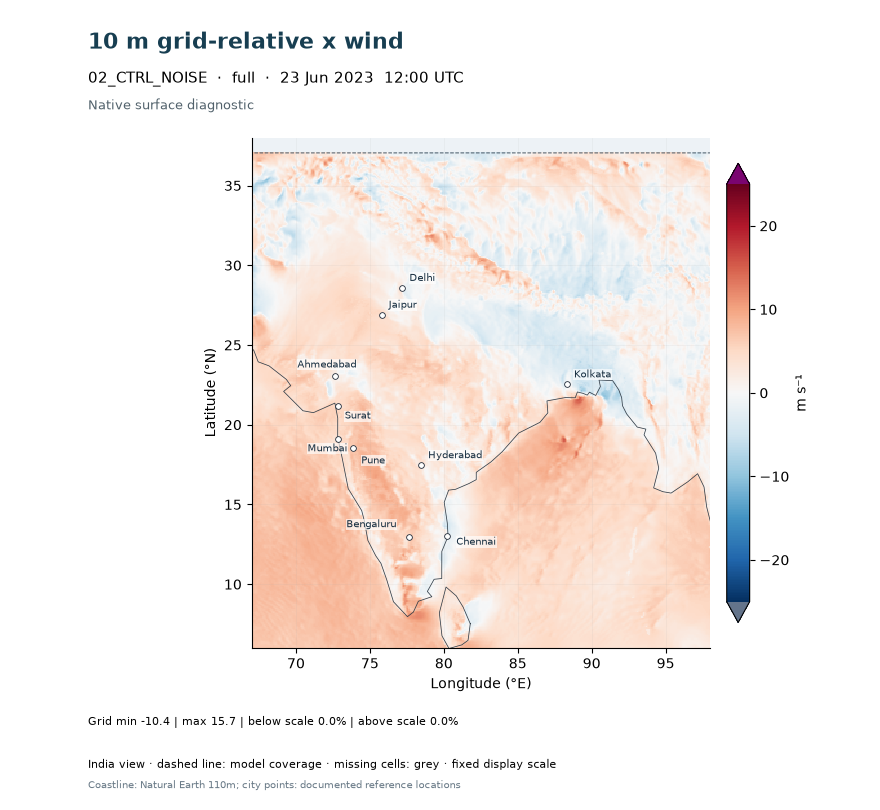 10 m grid-relative x wind
02_CTRL_NOISE · full · 23 Jun 2023 12:00 UTC
Native surface diagnostic
35
30
25
20
15
10
Latitude (°N)
Delhi
Jaipur
Ahmedabad
Kolkata
Surat
Mumbai
Pune
Hyderabad
Bengaluru
Chennai
70
75
80
85
90
95
Longitude (°E)
20
10
0
−10
−20
m s⁻¹
Grid min -10.4 | max 15.7 | below scale 0.0% | above scale 0.0%
India view · dashed line: model coverage · missing cells: grey · fixed display scale
Coastline: Natural Earth 110m; city points: documented reference locations